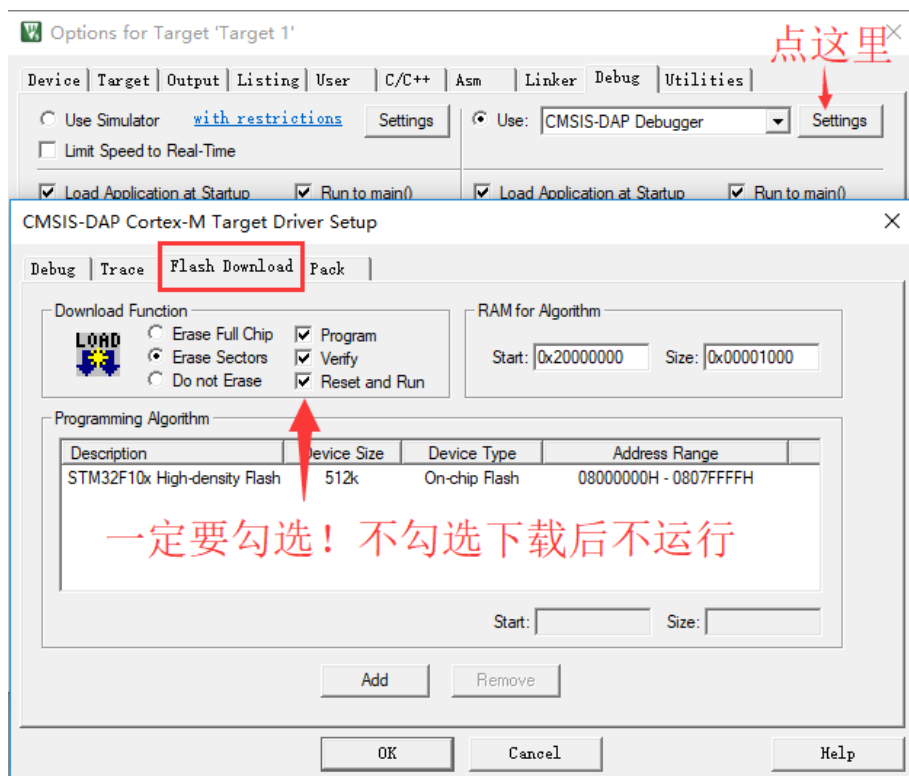 Options for Target 'Target 1'
点这里
Device Target Output Listing User C/C++ Asm Linker Debug Utilities
Use Simulator with restrictions Settings Use: CMSIS-DAP Debugger Settings
Limit Speed to Real-Time
Load Application at Startup Run to main() Load Application at Startup Run to main()
CMSIS-DAP Cortex-M Target Driver Setup
Debug Trace Flash Download Pack
Download Function RAM for Algorithm
LOAD Erase Full Chip Program
Erase Sectors Verify Start: 0x20000000 Size: 0x00001000
Do not Erase Reset and Run
Programming Algorithm
Description Device Size Device Type Address Range
STM32F10x High-density Flash 512k On-chip Flash 08000000H - 0807FFFFH
一定要勾选！不勾选下载后不运行
Start: Size:
Add Remove
OK Cancel Help